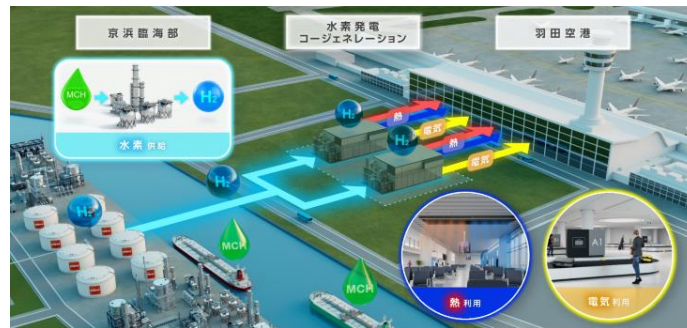 京浜臨海部
水素発電
コージェネレーション
羽田空港
MCH
H₂
水素 供給
H₂
H₂
H₂
H₂
熱
電気
熱
電気
MCH
MCH
A1
熱 利用
電気 利用